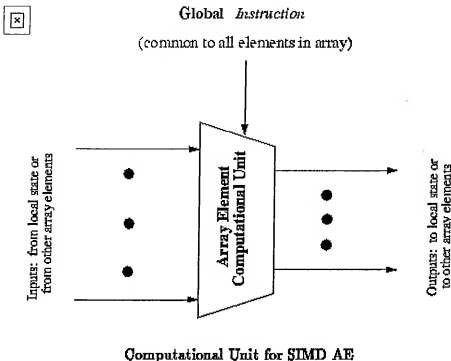 Global Instruction
(common to all elements in array)
Inputs: from local state or
from other array elements
Array Element
Computational Unit
Outputs: to local state or
to other array elements
Computational Unit for SIMD AE